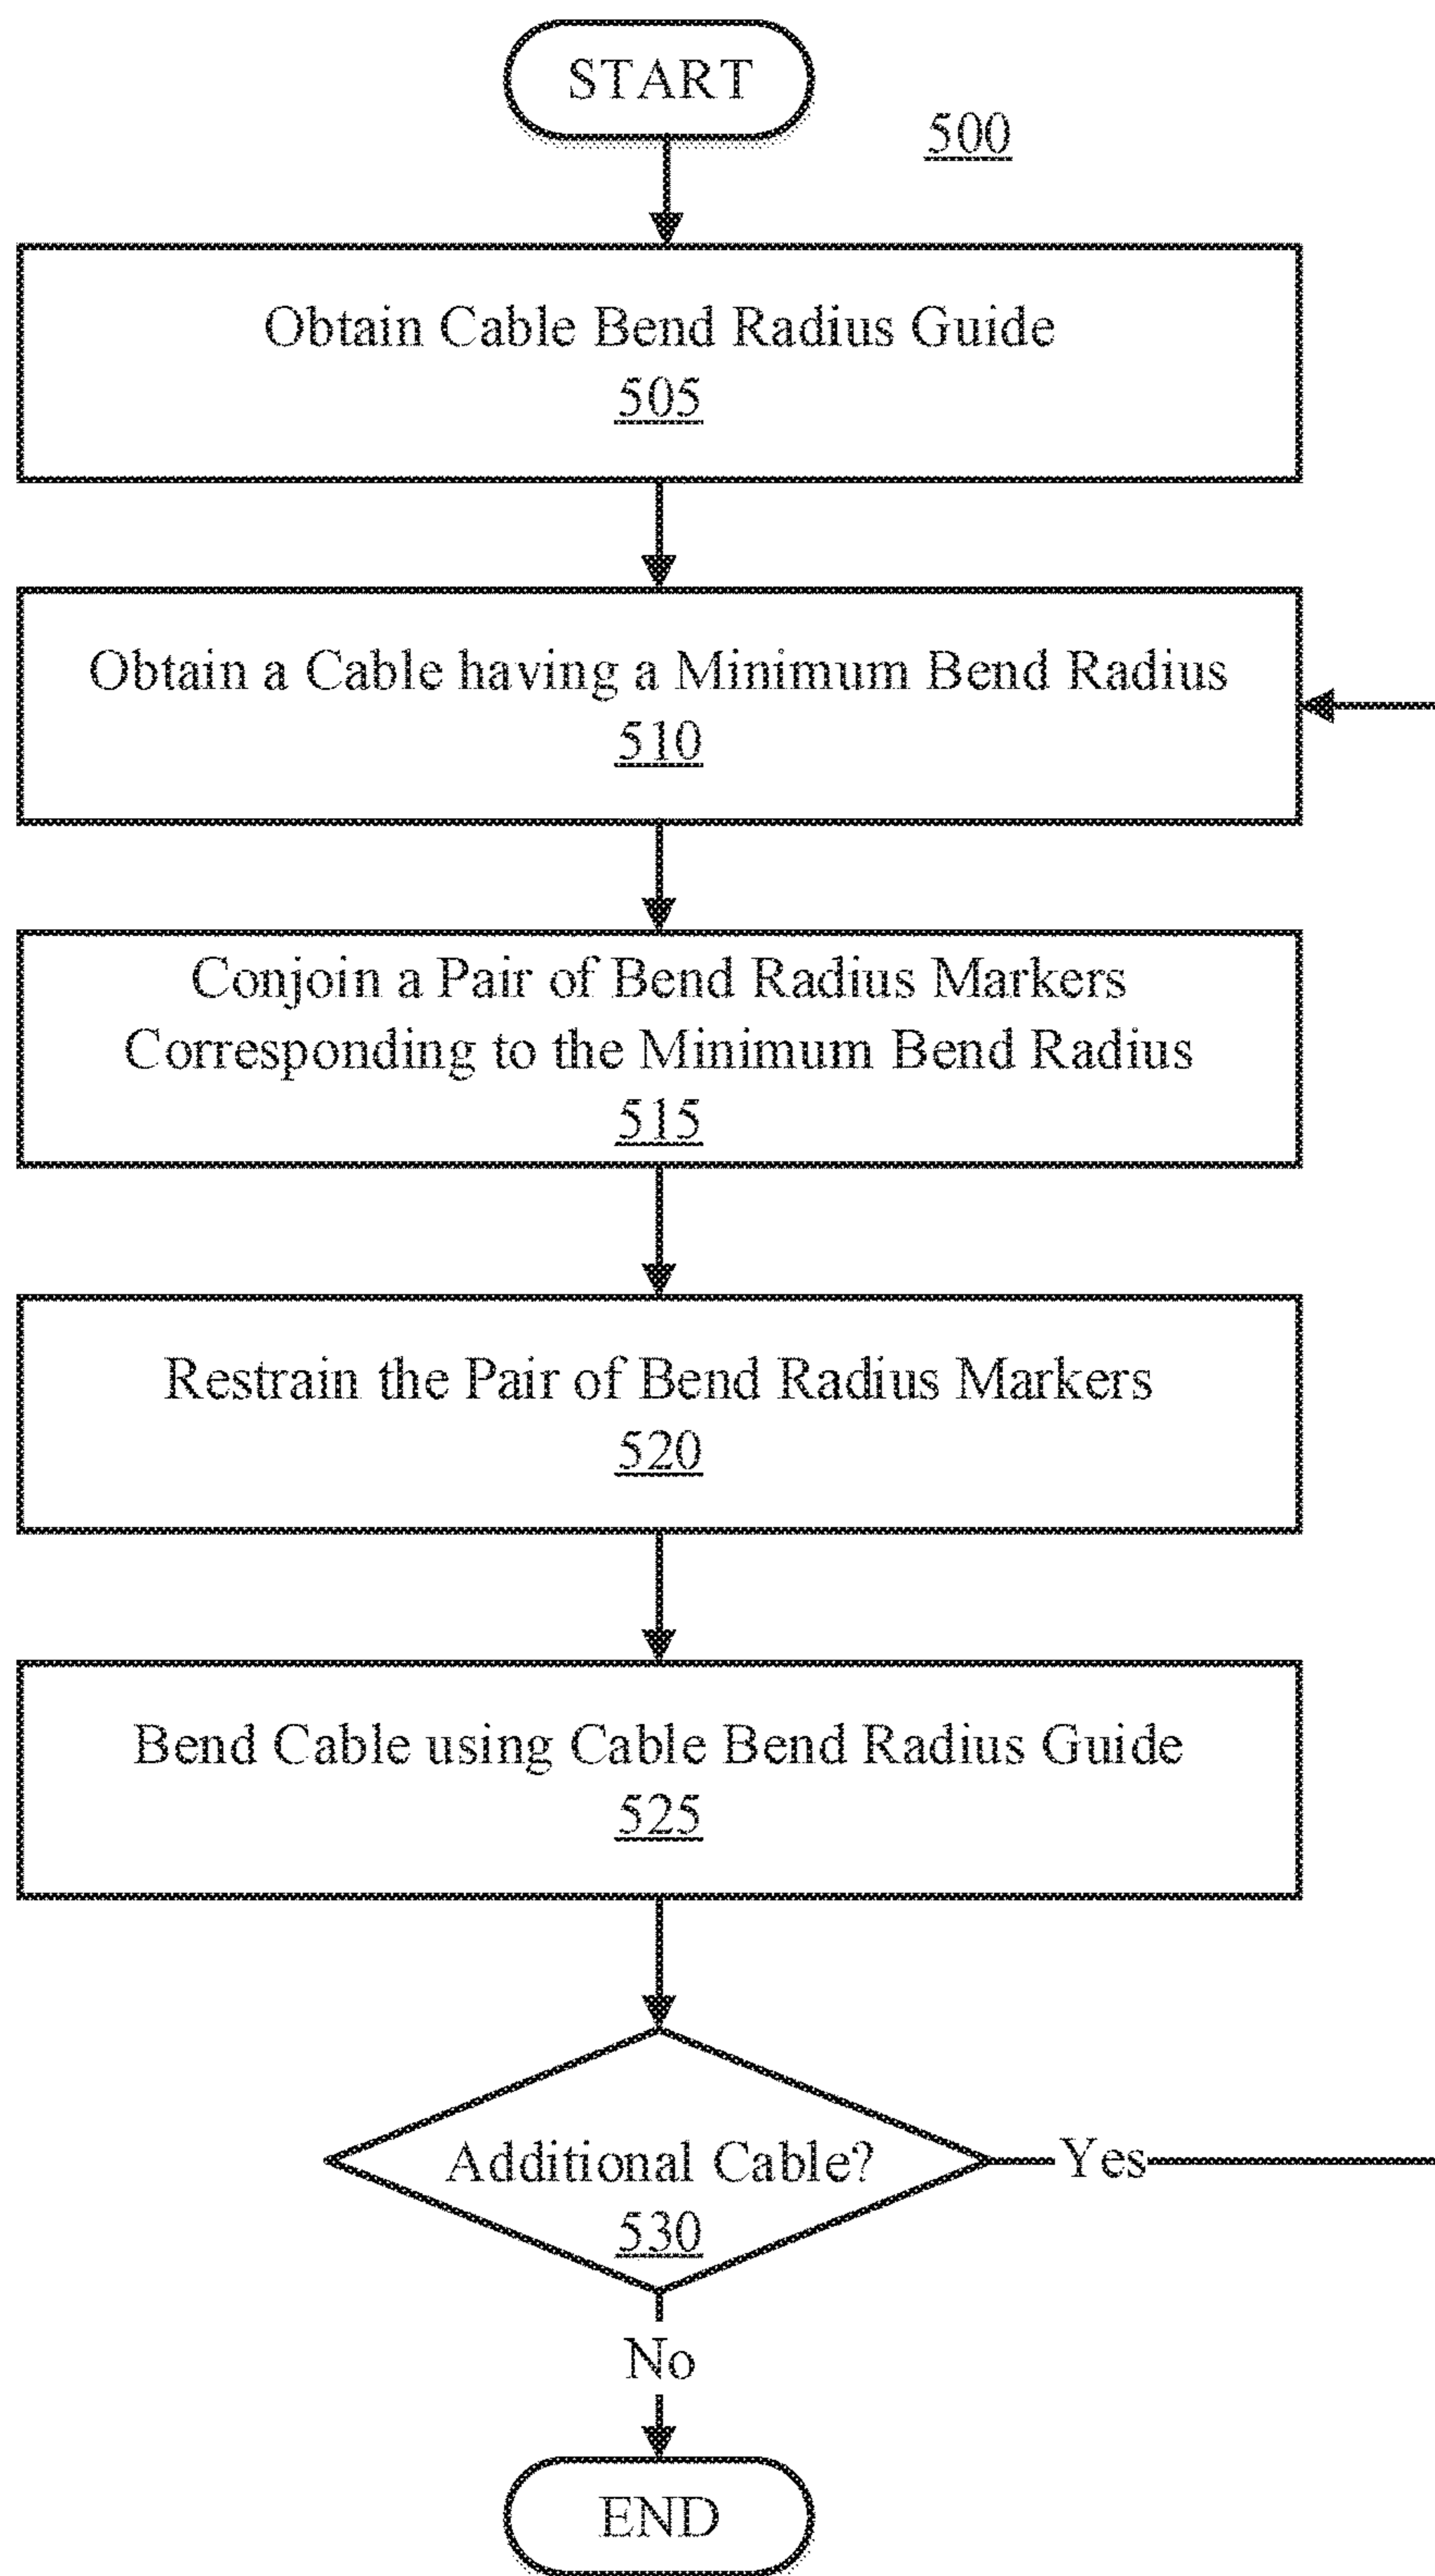 START
500
Obtain Cable Bend Radius Guide
505
Obtain a Cable having a Minimum Bend Radius
510
Conjoin a Pair of Bend Radius Markers
Corresponding to the Minimum Bend Radius
515
Restrain the Pair of Bend Radius Markers
520
Bend Cable using Cable Bend Radius Guide
525
Additional Cable?
530
Yes
No
END